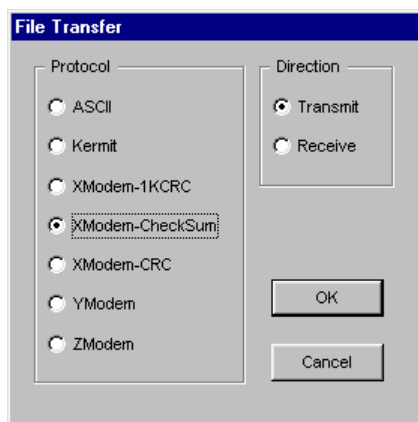 File Transfer
Protocol
ASCII
Kermit
XModem-1KCRC
XModem-CheckSum
XModem-CRC
YModem
ZModem
Direction
Transmit
Receive
OK
Cancel